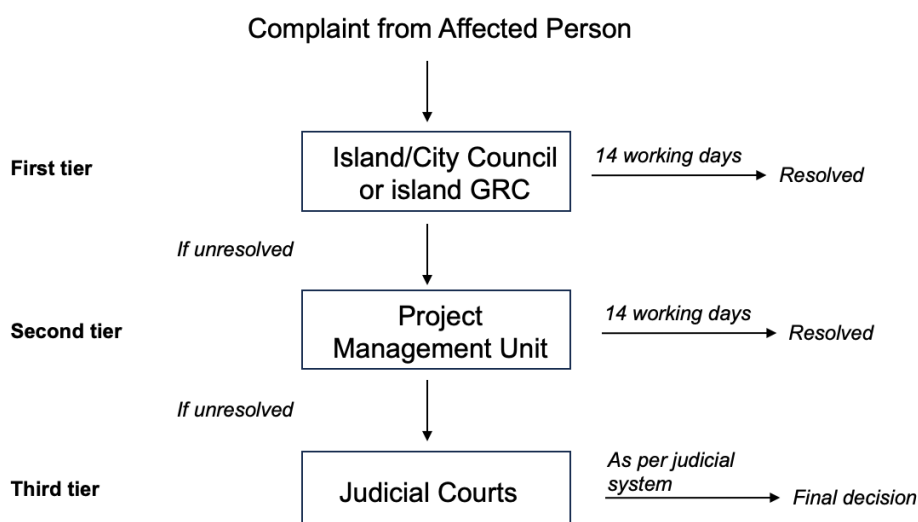 Complaint from Affected Person
First tier
Island/City Council
or island GRC
14 working days
Resolved
If unresolved
Second tier
Project
Management Unit
14 working days
Resolved
If unresolved
Third tier
Judicial Courts
As per judicial
system
Final decision